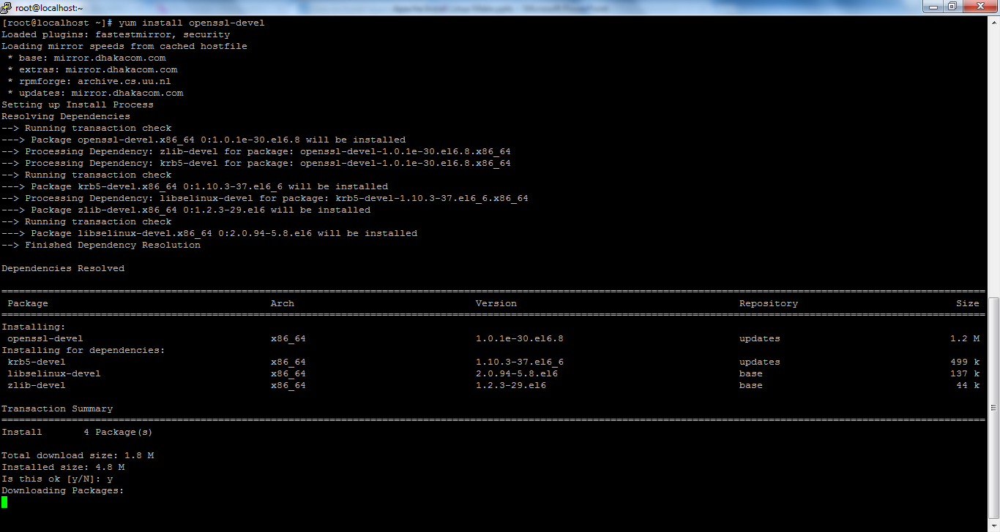 root@localhost:~
[root@localhost ~]# yum install openssl-devel
Loaded plugins: fastestmirror, security
Loading mirror speeds from cached hostfile
 * base: mirror.dhakacom.com
 * extras: mirror.dhakacom.com
 * rpmforge: archive.cs.uu.nl
 * updates: mirror.dhakacom.com
Setting up Install Process
Resolving Dependencies
--> Running transaction check
---> Package openssl-devel.x86_64 0:1.0.1e-30.el6.8 will be installed
--> Processing Dependency: zlib-devel for package: openssl-devel-1.0.1e-30.el6.8.x86_64
--> Processing Dependency: krb5-devel for package: openssl-devel-1.0.1e-30.el6.8.x86_64
--> Running transaction check
---> Package krb5-devel.x86_64 0:1.10.3-37.el6_6 will be installed
--> Processing Dependency: libselinux-devel for package: krb5-devel-1.10.3-37.el6_6.x86_64
---> Package zlib-devel.x86_64 0:1.2.3-29.el6 will be installed
--> Running transaction check
---> Package libselinux-devel.x86_64 0:2.0.94-5.8.el6 will be installed
--> Finished Dependency Resolution
Dependencies Resolved
Package Arch Version Repository Size
Installing:
 openssl-devel x86_64 1.0.1e-30.el6.8 updates 1.2 M
Installing for dependencies:
 krb5-devel x86_64 1.10.3-37.el6_6 updates 499 k
 libselinux-devel x86_64 2.0.94-5.8.el6 base 137 k
 zlib-devel x86_64 1.2.3-29.el6 base 44 k
Transaction Summary
Install 4 Package(s)
Total download size: 1.8 M
Installed size: 4.8 M
Is this ok [y/N]: y
Downloading Packages: